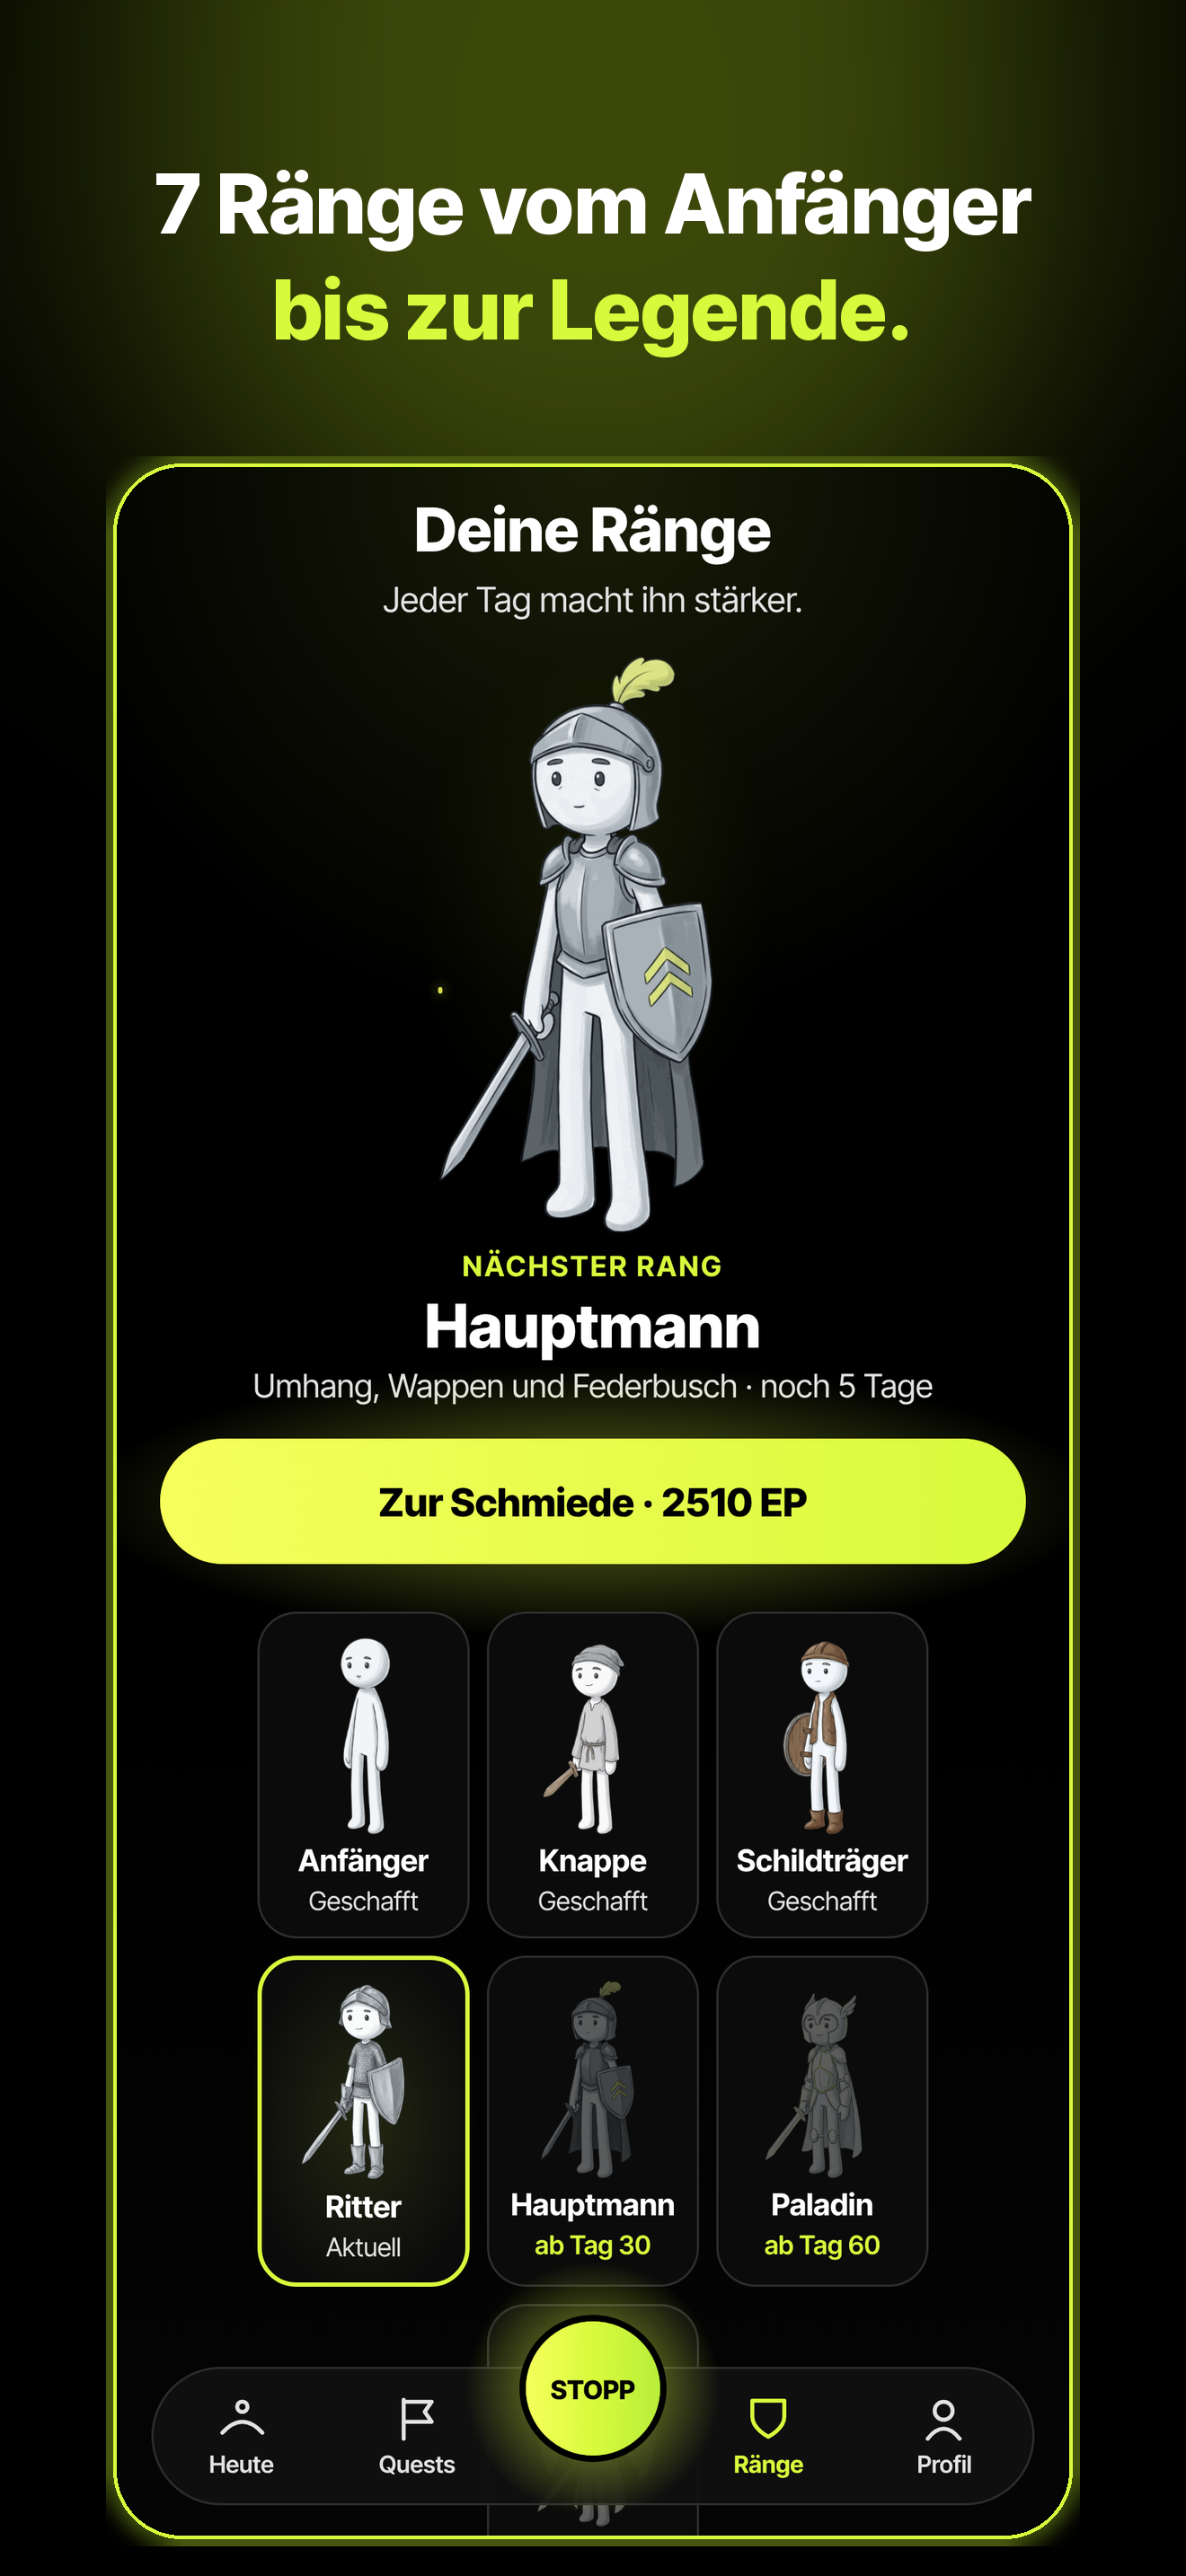 7 Ränge vom Anfänger
bis zur Legende.
Deine Ränge
Jeder Tag macht ihn stärker.
NÄCHSTER RANG
Hauptmann
Umhang, Wappen und Federbusch · noch 5 Tage
Zur Schmiede · 2510 EP
Anfänger
Geschafft
Knappe
Geschafft
Schildträger
Geschafft
Ritter
Aktuell
Hauptmann
ab Tag 30
Paladin
ab Tag 60
Heute
Quests
STOPP
Ränge
Profil